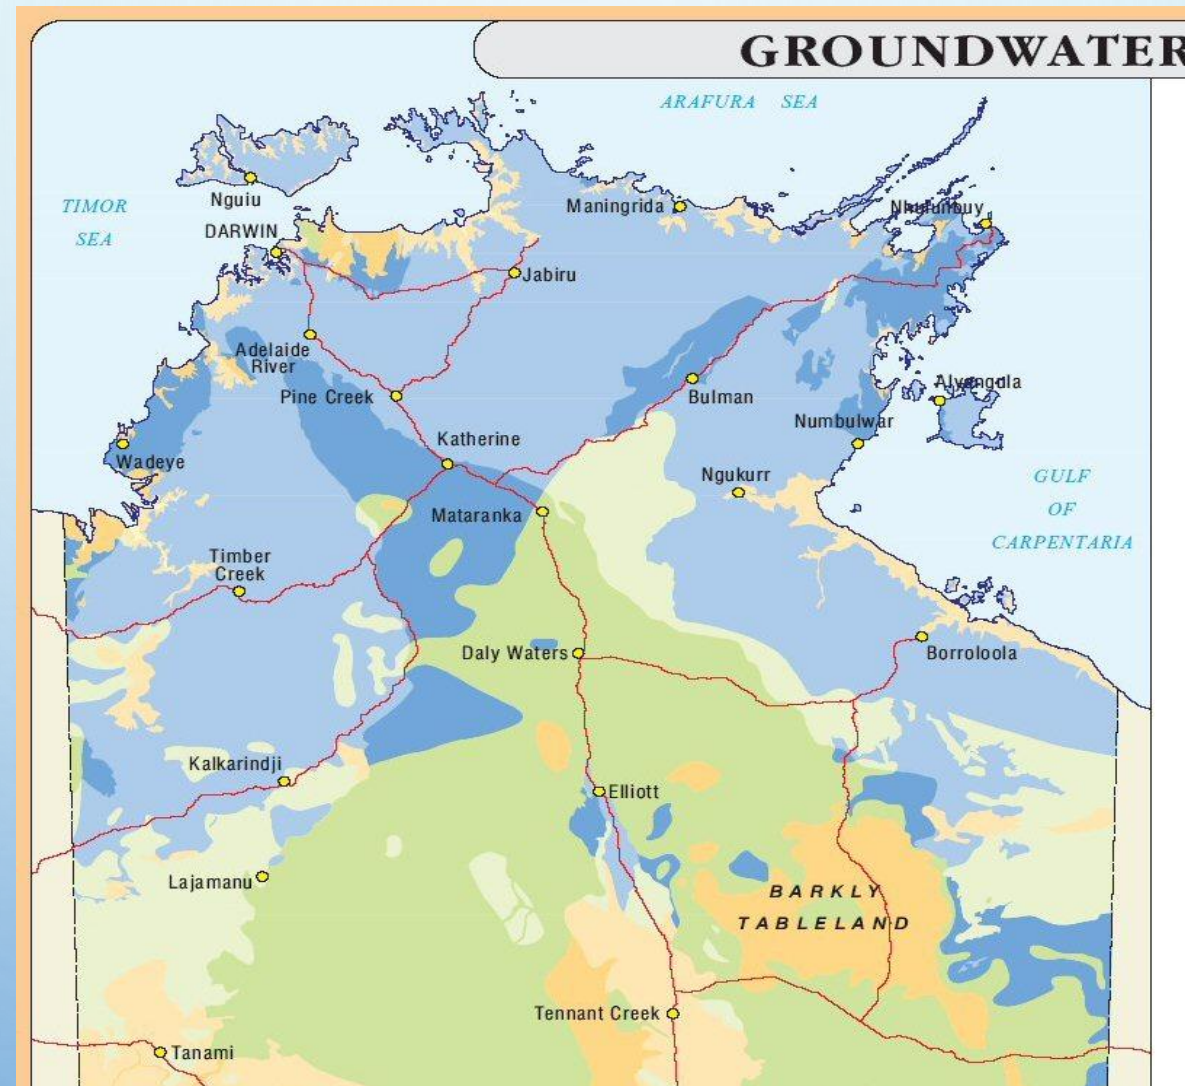 GROUNDWATER
ARAFURA SEA
TIMOR
SEA
Nguiu
DARWIN
Maningrida
Nhulunbuy
Jabiru
Adelaide
River
Pine Creek
Bulman
Alyangula
Numbulwar
Katherine
Wadeye
Ngukurr
GULF
OF
CARPENTARIA
Mataranka
Timber
Creek
Daly Waters
Borroloola
Kalkarindji
Elliott
Lajamanu
BARKLY
TABLELAND
Tennant Creek
Tanami